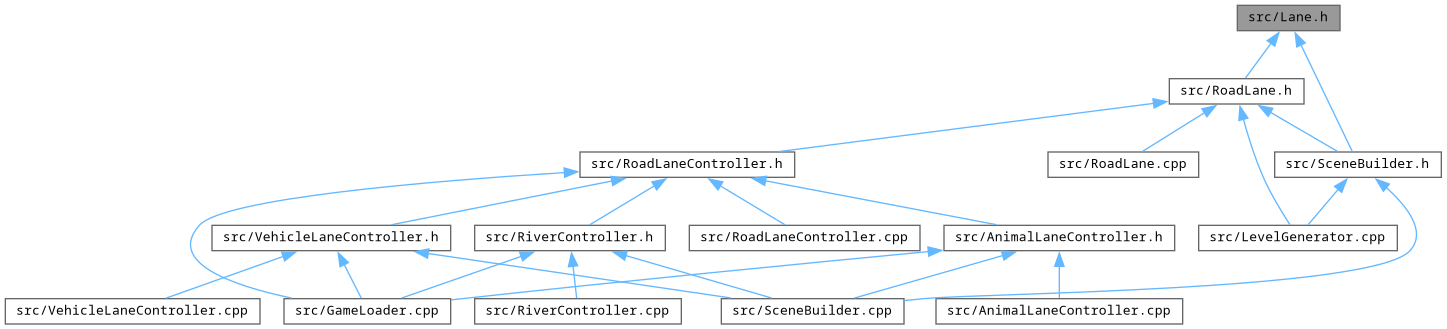 src/Lane.h
src/RoadLane.h
src/RoadLaneController.h
src/RoadLane.cpp
src/SceneBuilder.h
src/VehicleLaneController.h
src/RiverController.h
src/RoadLaneController.cpp
src/AnimalLaneController.h
src/LevelGenerator.cpp
src/VehicleLaneController.cpp
src/GameLoader.cpp
src/RiverController.cpp
src/SceneBuilder.cpp
src/AnimalLaneController.cpp